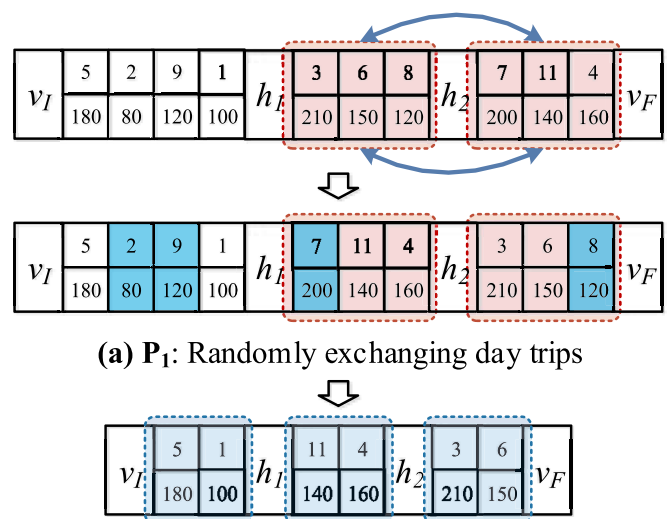 5 2 9 1 3 6 8 7 11 4
v_I h_1 h_2 v_F
180 80 120 100 210 150 120 200 140 160
5 2 9 1 7 11 4 3 6 8
v_I h_1 h_2 v_F
180 80 120 100 200 140 160 210 150 120
(a) P₁: Randomly exchanging day trips
5 1 11 4 3 6
v_I h_1 h_2 v_F
180 100 140 160 210 150